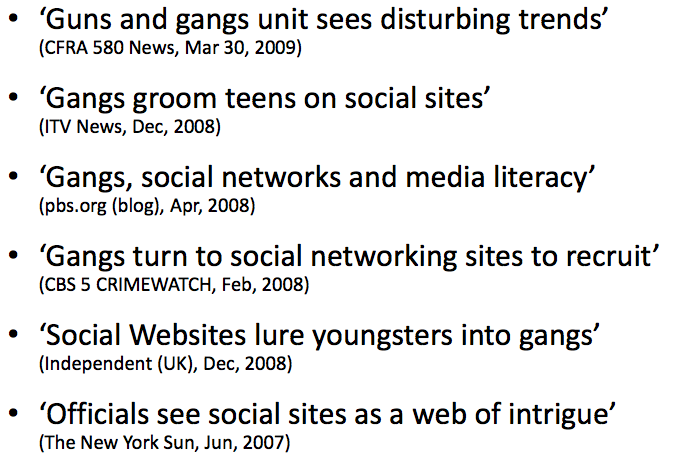 • ‘Guns and gangs unit sees disturbing trends’
(CFRA 580 News, Mar 30, 2009)
• ‘Gangs groom teens on social sites’
(ITV News, Dec, 2008)
• ‘Gangs, social networks and media literacy’
(pbs.org (blog), Apr, 2008)
• ‘Gangs turn to social networking sites to recruit’
(CBS 5 CRIMEWATCH, Feb, 2008)
• ‘Social Websites lure youngsters into gangs’
(Independent (UK), Dec, 2008)
• ‘Officials see social sites as a web of intrigue’
(The New York Sun, Jun, 2007)